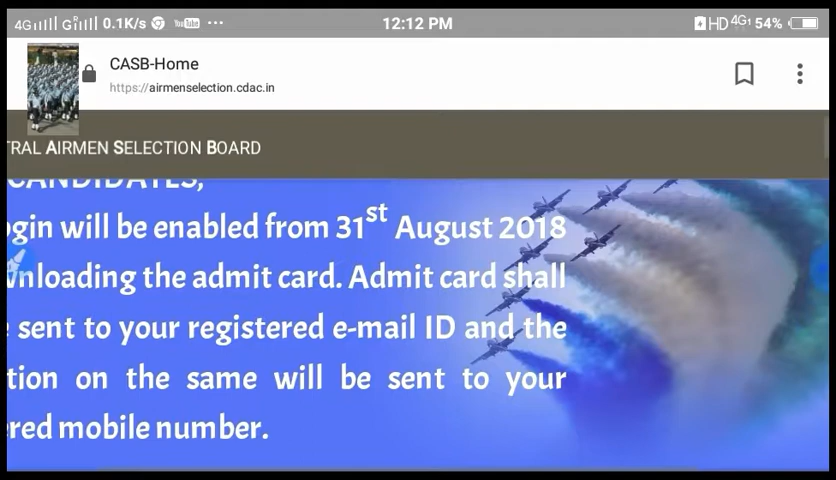 4G G R 0.1K/s YouTube ... 12:12 PM HD 4G 54%
CASB-Home
https://airmenselection.cdac.in
TRAL AIRMEN SELECTION BOARD
CANDIDATES,
ogin will be enabled from 31st August 2018
wnloading the admit card. Admit card shall
sent to your registered e-mail ID and the
tion on the same will be sent to your
ered mobile number.